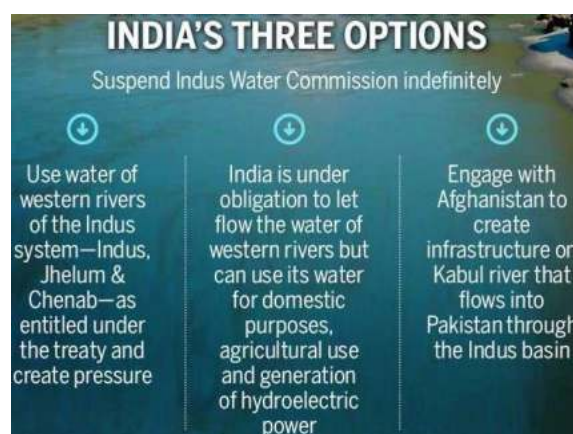 INDIA'S THREE OPTIONS
Suspend Indus Water Commission indefinitely
Use water of
western rivers
of the Indus
system—Indus,
Jhelum &
Chenab—as
entitled under
the treaty and
create pressure
India is under
obligation to let
flow the water of
western rivers but
can use its water
for domestic
purposes,
agricultural use
and generation
of hydroelectric
power
Engage with
Afghanistan to
create
infrastructure on
Kabul river that
flows into
Pakistan through
the Indus basin